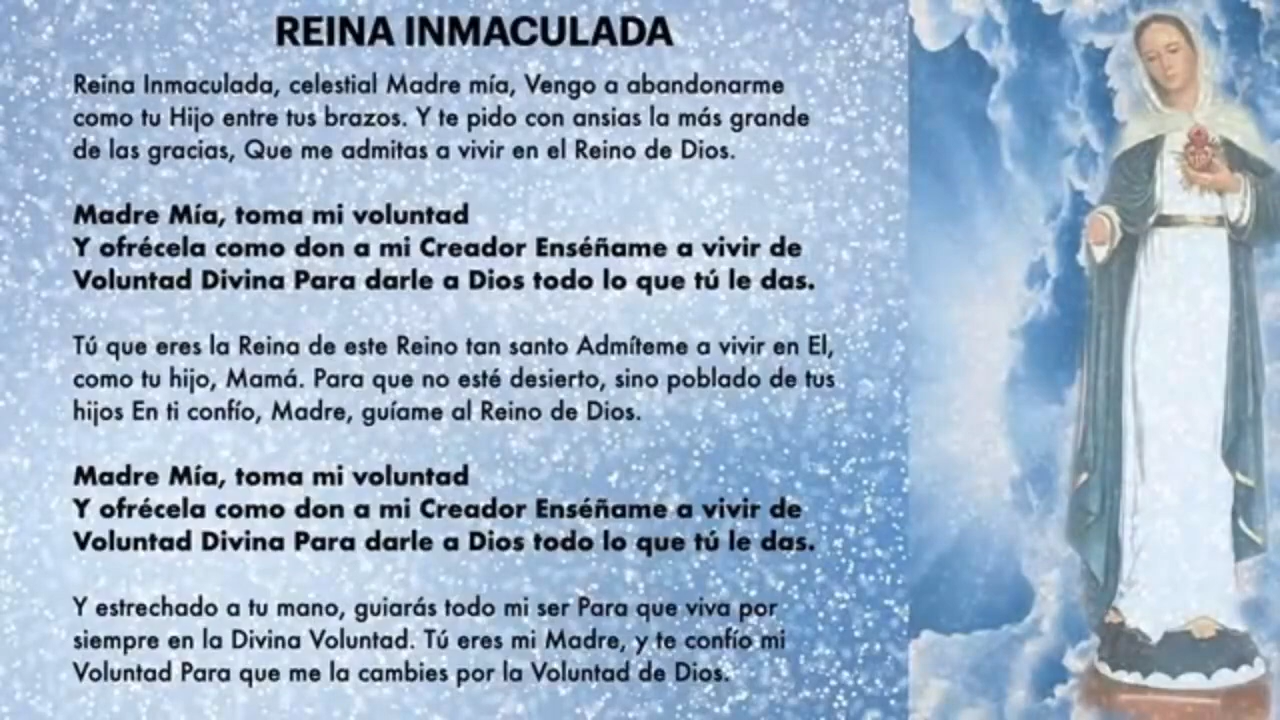 REINA INMACULADA
Reina Inmaculada, celestial Madre mía, Vengo a abandonarme
como tu Hijo entre tus brazos. Y te pido con ansias la más grande
de las gracias, Que me admitas a vivir en el Reino de Dios.
Madre Mía, toma mi voluntad
Y ofrécela como don a mi Creador Enséñame a vivir de
Voluntad Divina Para darle a Dios todo lo que tú le das.
Tú que eres la Reina de este Reino tan santo Admíteme a vivir en El,
como tu hijo, Mamá. Para que no esté desierto, sino poblado de tus
hijos En ti confío, Madre, guíame al Reino de Dios.
Madre Mía, toma mi voluntad
Y ofrécela como don a mi Creador Enséñame a vivir de
Voluntad Divina Para darle a Dios todo lo que tú le das.
Y estrechado a tu mano, guiarás todo mi ser Para que viva por
siempre en la Divina Voluntad. Tú eres mi Madre, y te confío mi
Voluntad Para que me la cambies por la Voluntad de Dios.